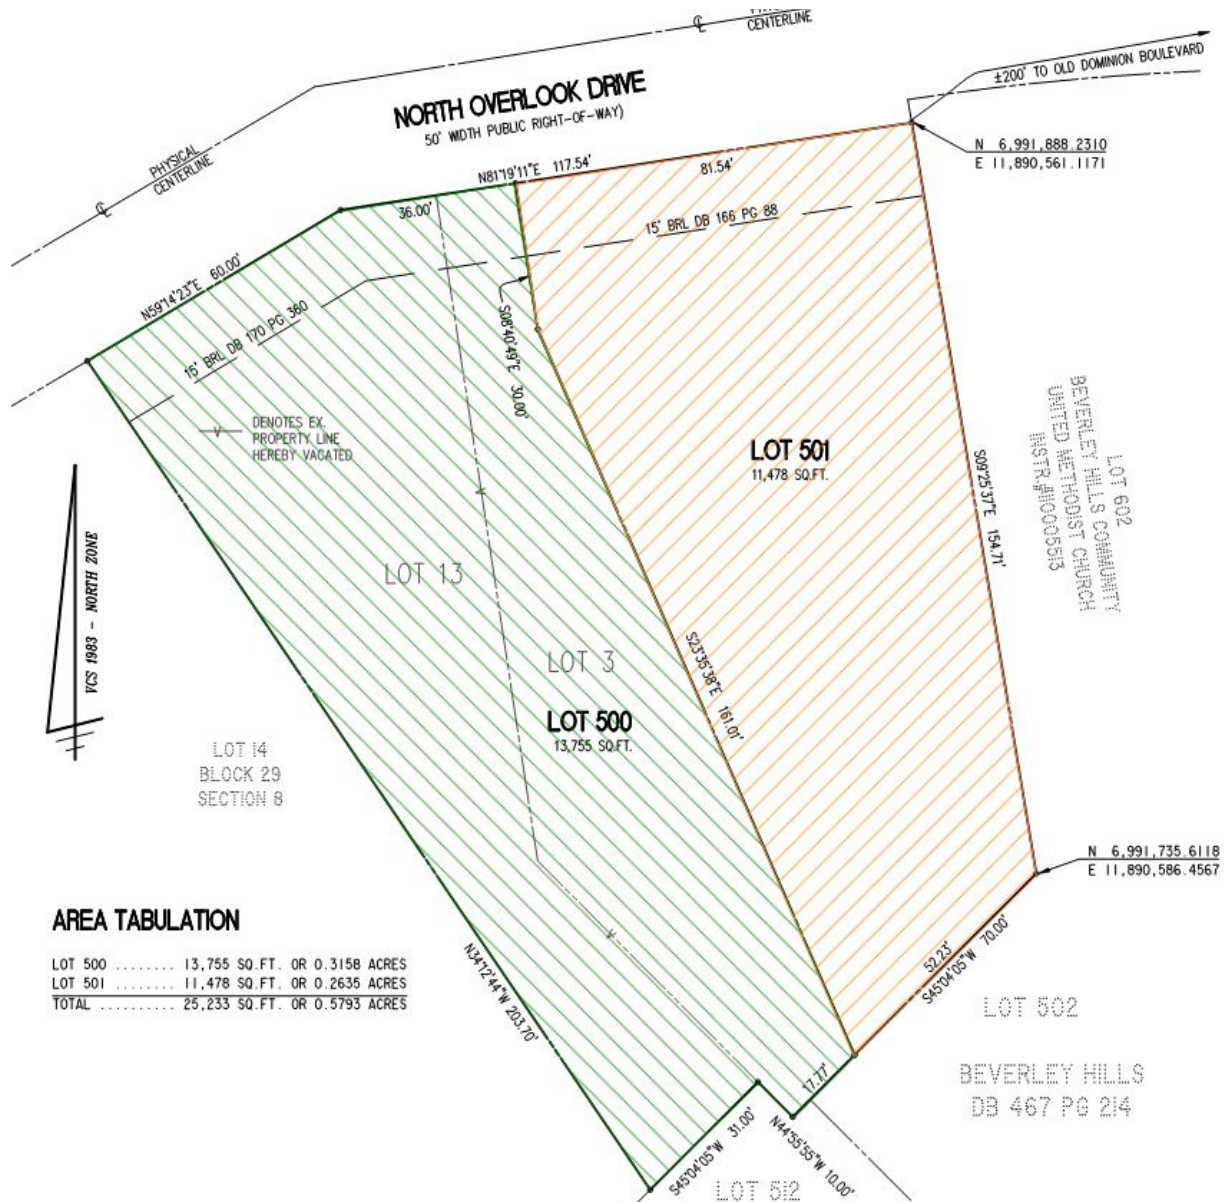 CENTERLINE
±200' TO OLD DOMINION BOULEVARD
NORTH OVERLOOK DRIVE
50' WIDTH PUBLIC RIGHT-OF-WAY)
PHYSICAL
CENTERLINE
N 6,991,888.2310
E 11,890,561.1171
N81°19'11"E 117.54'
81.54'
36.00'
15' BRL DB 166 PG 88
N59°14'23"E 60.00'
15' BRL DB 170 PG 360
S08°40'49"E 30.00'
V
DENOTES EX.
PROPERTY LINE
HEREBY VACATED
LOT 501
11,478 SQ.FT.
S09°25'37"E 154.71'
LOT 602
BEVERLEY HILLS COMMUNITY
UNITED METHODIST CHURCH
INSTR.#110005513
VCS 1983 - NORTH ZONE
V
LOT 13
LOT 3
LOT 500
13,755 SQ.FT.
S23°35'38"E 161.01'
LOT 14
BLOCK 29
SECTION 8
N 6,991,735.6118
E 11,890,586.4567
AREA TABULATION
LOT 500 ........ 13,755 SQ.FT. OR 0.3158 ACRES
LOT 501 ........ 11,478 SQ.FT. OR 0.2635 ACRES
TOTAL .......... 25,233 SQ.FT. OR 0.5793 ACRES
V
N34°12'44"W 203.70'
52.23'
S45°04'05"W 70.00'
LOT 502
BEVERLEY HILLS
DB 467 PG 214
17.77'
S45°04'05"W 31.00'
N44°55'55"W 10.00'
LOT 512